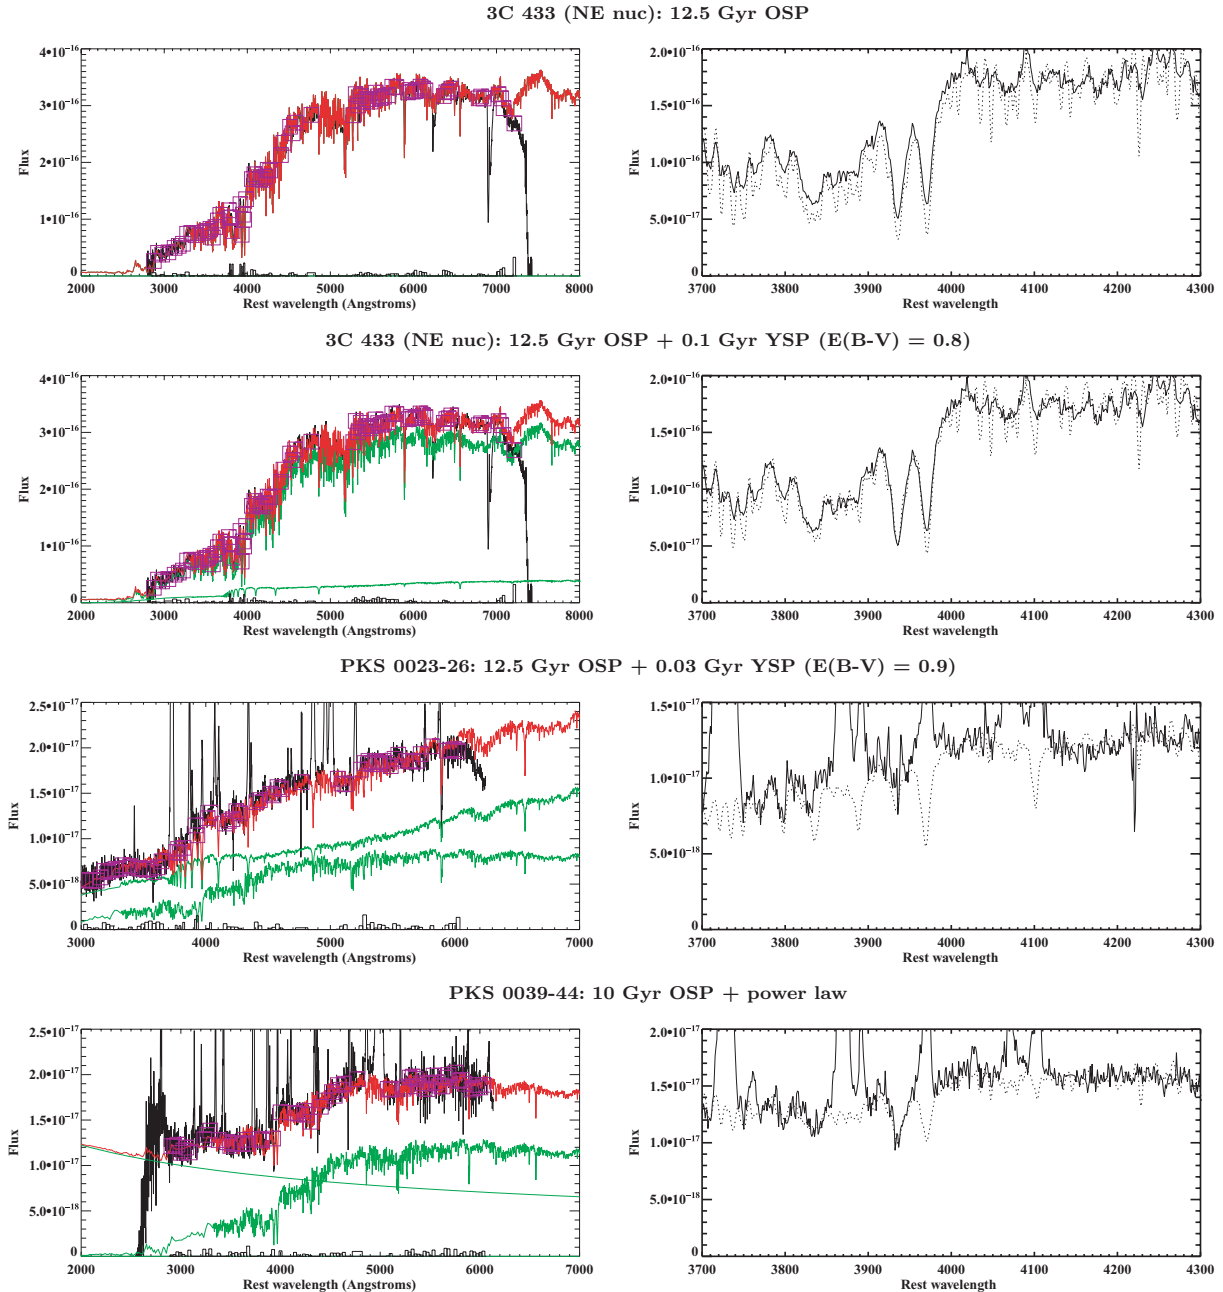 3C 433 (NE nuc): 12.5 Gyr OSP
4•10⁻¹⁶
3•10⁻¹⁶
2•10⁻¹⁶
1•10⁻¹⁶
0
Flux
2000 3000 4000 5000 6000 7000 8000
Rest wavelength (Angstroms)
2.0•10⁻¹⁶
1.5•10⁻¹⁶
1.0•10⁻¹⁶
5.0•10⁻¹⁷
0
Flux
3700 3800 3900 4000 4100 4200 4300
Rest wavelength
3C 433 (NE nuc): 12.5 Gyr OSP + 0.1 Gyr YSP (E(B-V) = 0.8)
4•10⁻¹⁶
3•10⁻¹⁶
2•10⁻¹⁶
1•10⁻¹⁶
0
Flux
2000 3000 4000 5000 6000 7000 8000
Rest wavelength (Angstroms)
2.0•10⁻¹⁶
1.5•10⁻¹⁶
1.0•10⁻¹⁶
5.0•10⁻¹⁷
0
Flux
3700 3800 3900 4000 4100 4200 4300
Rest wavelength
PKS 0023-26: 12.5 Gyr OSP + 0.03 Gyr YSP (E(B-V) = 0.9)
2.5•10⁻¹⁷
2.0•10⁻¹⁷
1.5•10⁻¹⁷
1.0•10⁻¹⁷
5.0•10⁻¹⁸
0
Flux
3000 4000 5000 6000 7000
Rest wavelength (Angstroms)
1.5•10⁻¹⁷
1.0•10⁻¹⁷
5.0•10⁻¹⁸
0
Flux
3700 3800 3900 4000 4100 4200 4300
Rest wavelength
PKS 0039-44: 10 Gyr OSP + power law
2.5•10⁻¹⁷
2.0•10⁻¹⁷
1.5•10⁻¹⁷
1.0•10⁻¹⁷
5.0•10⁻¹⁸
0
Flux
2000 3000 4000 5000 6000 7000
Rest wavelength (Angstroms)
2.0•10⁻¹⁷
1.5•10⁻¹⁷
1.0•10⁻¹⁷
5.0•10⁻¹⁸
0
Flux
3700 3800 3900 4000 4100 4200 4300
Rest wavelength